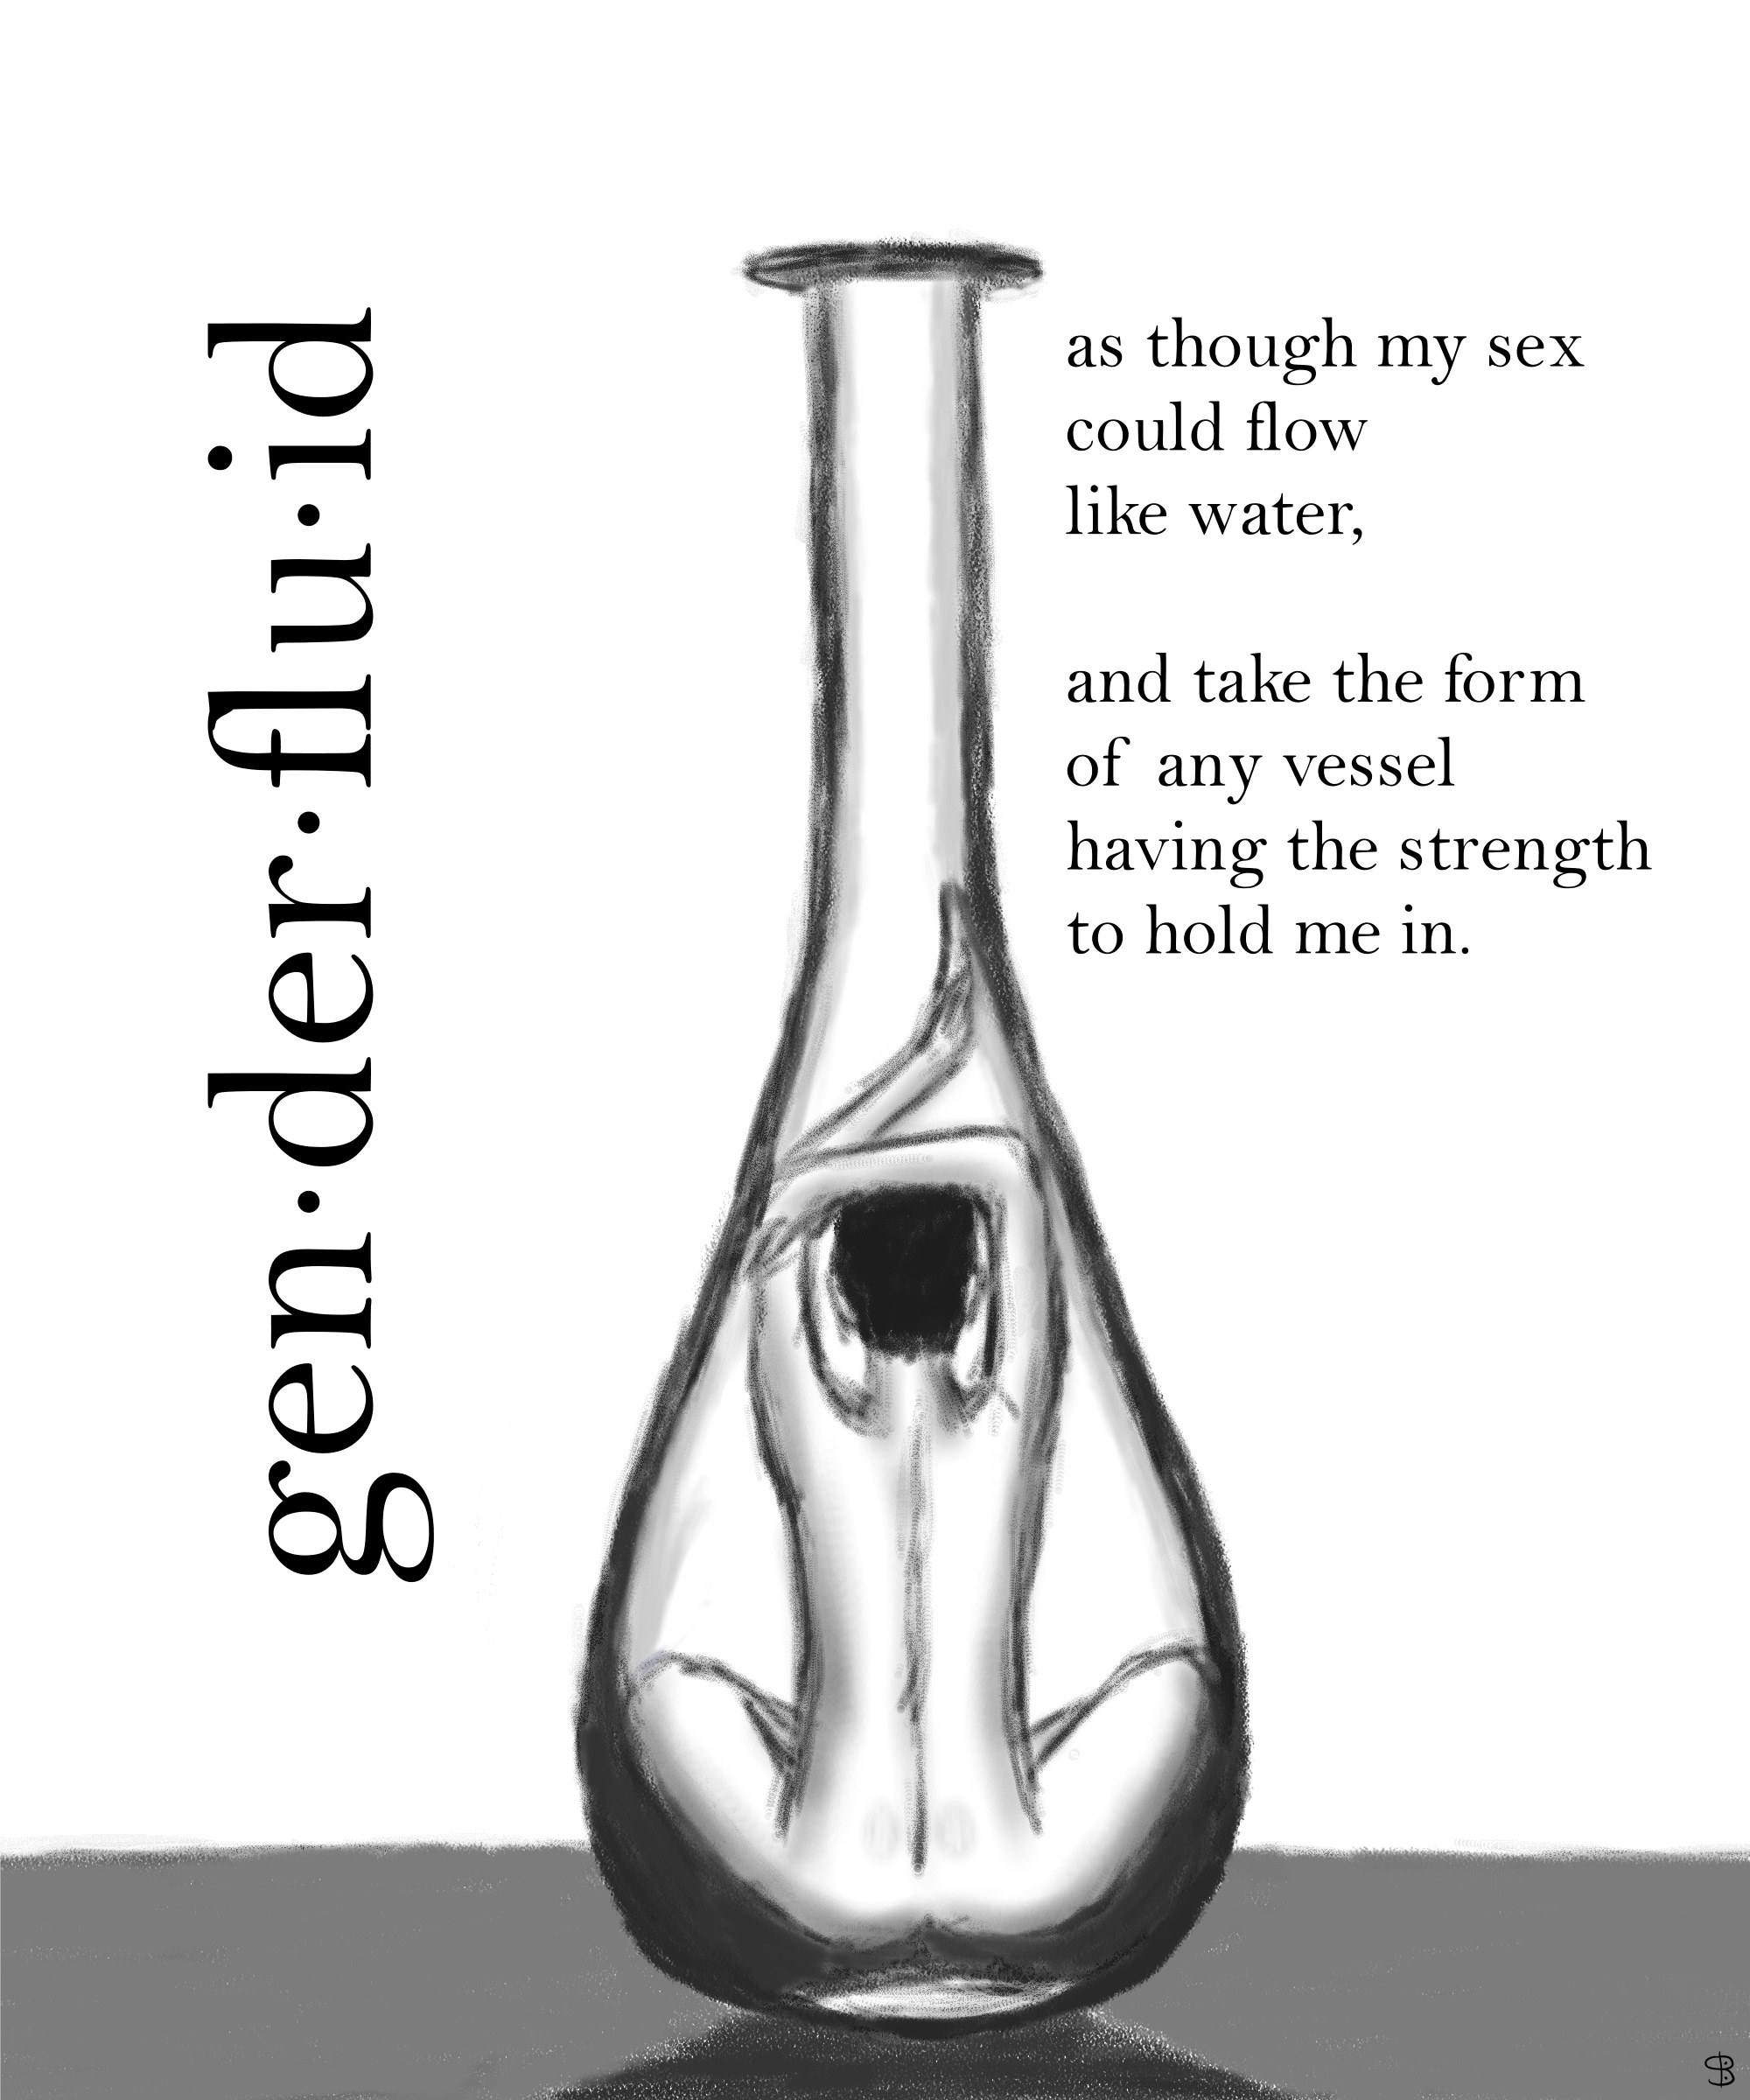 gen·der·flu·id
as though my sex
could flow
like water,
and take the form
of any vessel
having the strength
to hold me in.